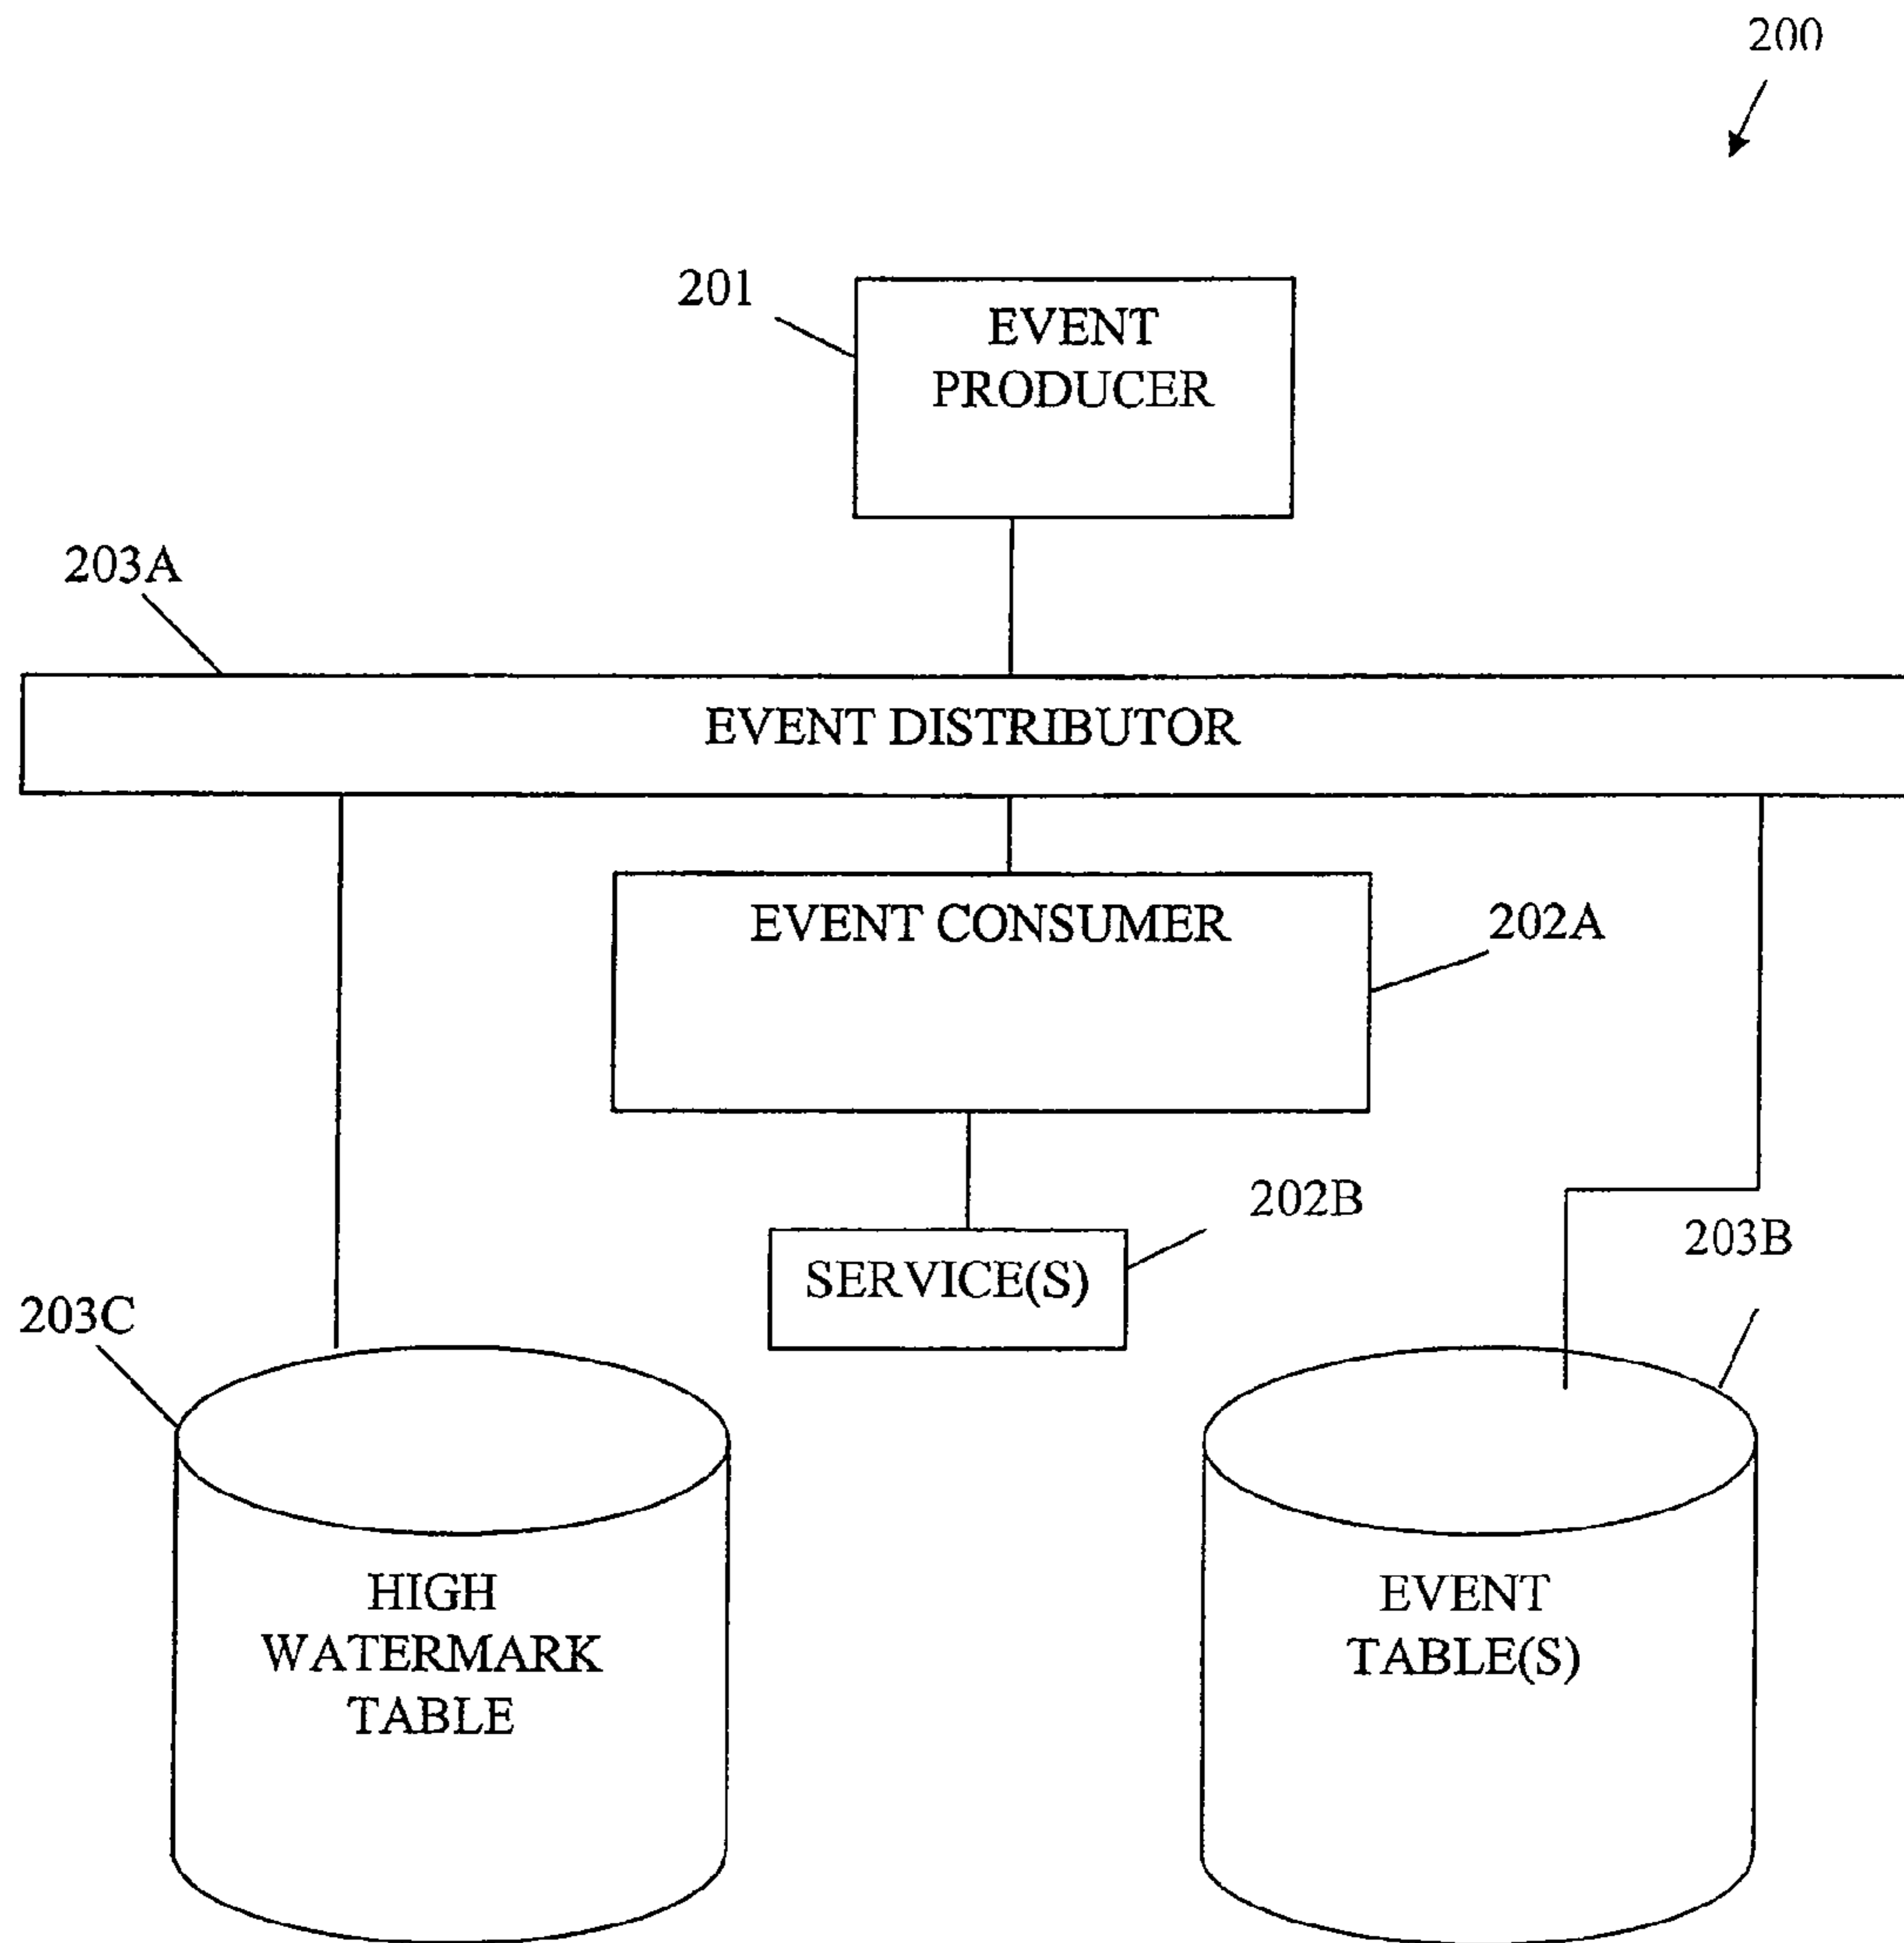 200
201
EVENT
PRODUCER
203A
EVENT DISTRIBUTOR
EVENT CONSUMER
202A
202B
SERVICE(S)
203B
203C
HIGH
WATERMARK
TABLE
EVENT
TABLE(S)